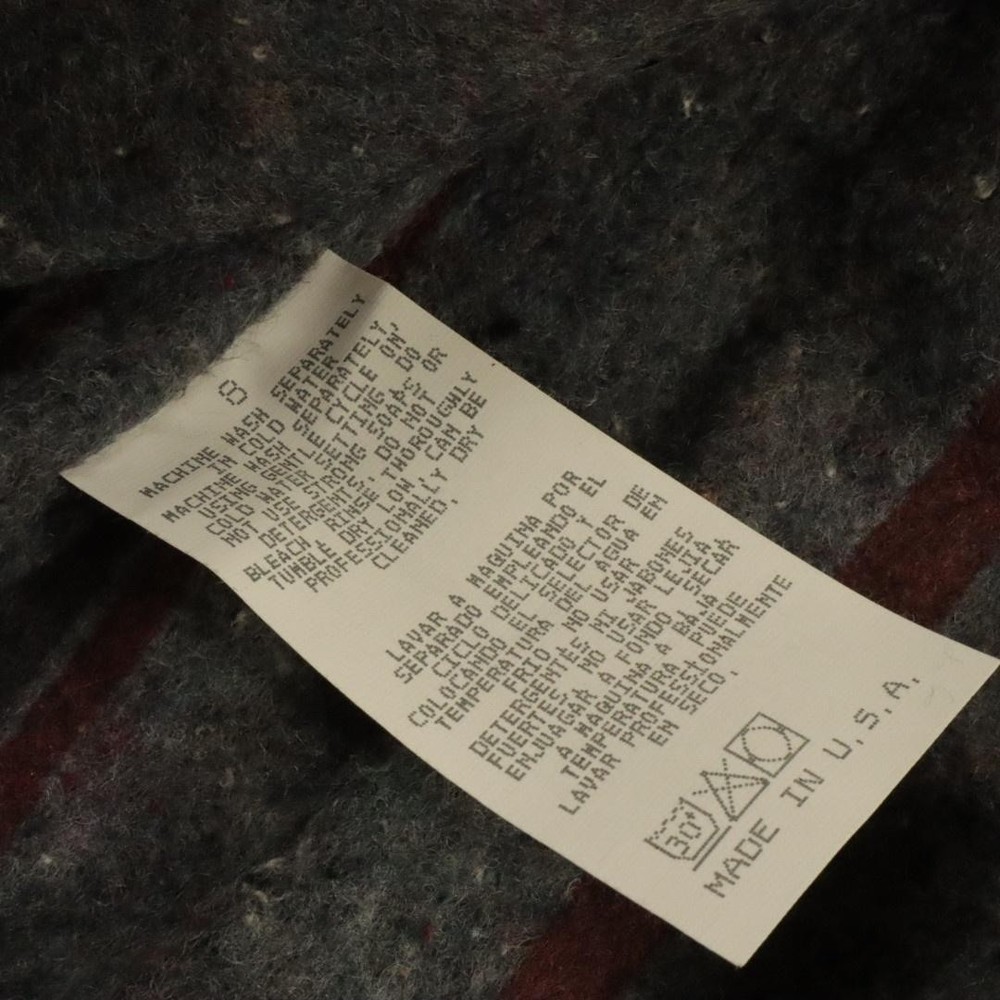 8
MACHINE WASH SEPARATELY
IN COLD WATER
MACHINE WASH SEPARATELY,
USING GENTLE CYCLE ON
COLD WATER SETTING DO
NOT USE STRONG SOAPS OR
DETERGENTS. DO NOT
BLEACH RINSE THOROUGHLY
TUMBLE DRY LOW CAN BE
PROFESSIONALLY DRY
CLEANED.
LAVAR A MAQUINA POR
SEPARADO EMPLEANDO EL
CICLO DELICADO Y
COLOCANDO EL SELECTOR DE
TEMPERATURA DEL AGUA EN
FRIO NO USAR
DETERGENTES NI JABONES
FUERTES, NO USAR LEJIA
ENJUAGAR A FONDO SECAR
A MAQUINA A BAJA
TEMPERATURA PUEDE
LAVAR PROFESSIONALMENTE
EN SECO.
30°
MADE IN U.S.A.